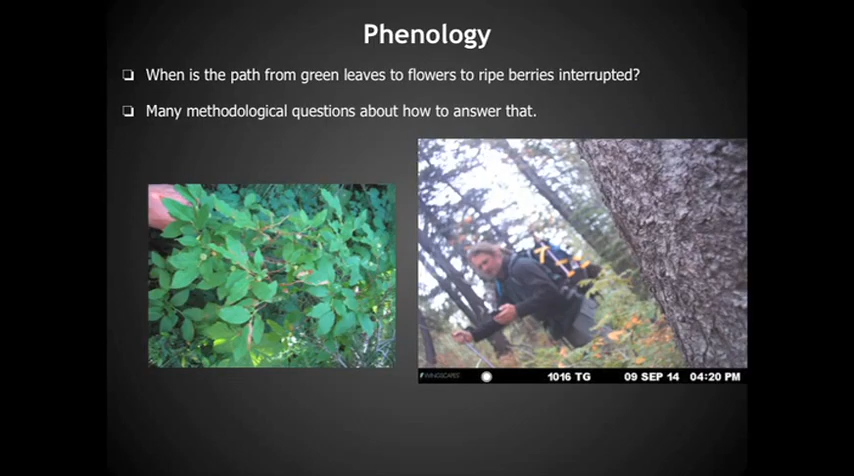 Phenology
❑ When is the path from green leaves to flowers to ripe berries interrupted?
❑ Many methodological questions about how to answer that.
WINGSCAPES 1016 TG 09 SEP 14 04:20 PM